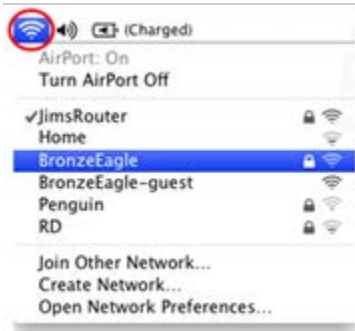 (Charged)
AirPort: On
Turn AirPort Off
JimsRouter
Home
BronzeEagle
BronzeEagle-guest
Penguin
RD
Join Other Network...
Create Network...
Open Network Preferences...